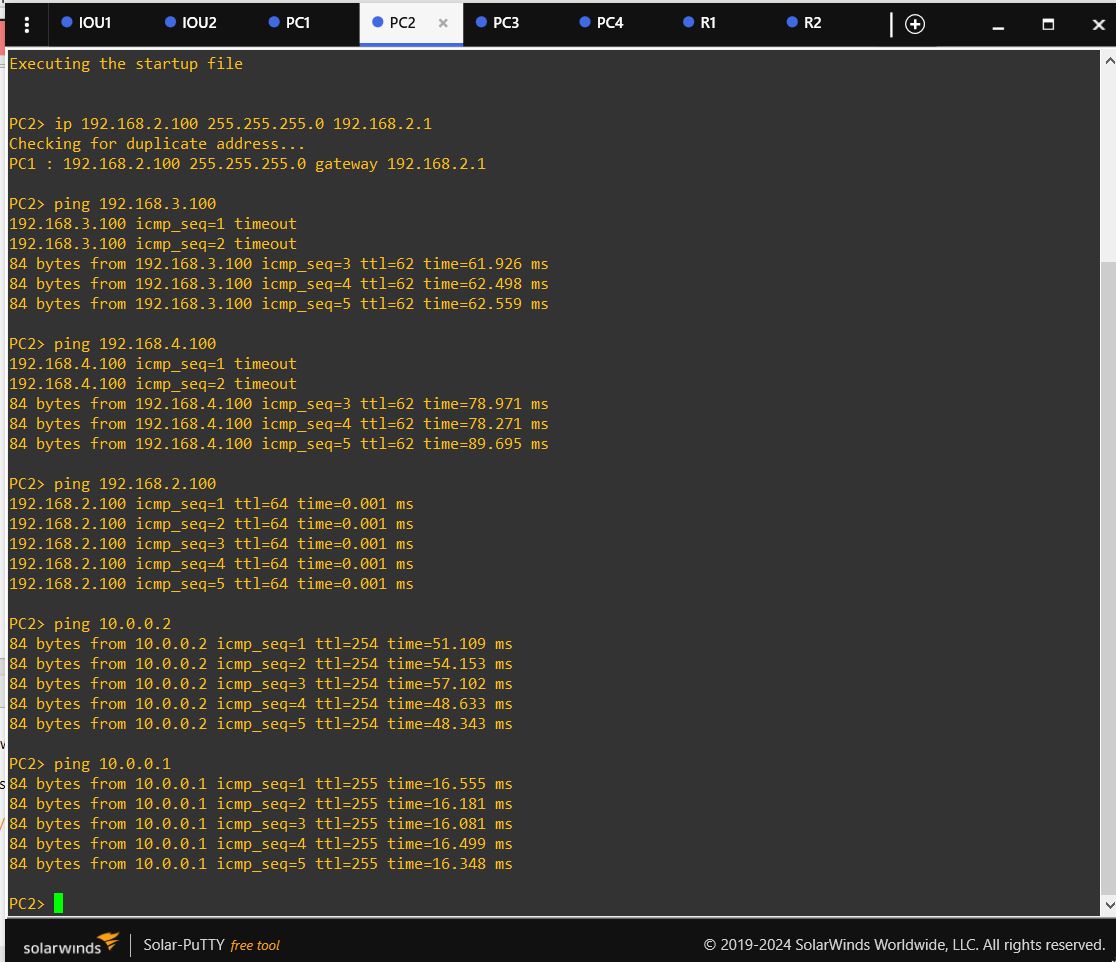 IOU1 IOU2 PC1 PC2 × PC3 PC4 R1 R2
Executing the startup file
PC2> ip 192.168.2.100 255.255.255.0 192.168.2.1
Checking for duplicate address...
PC1 : 192.168.2.100 255.255.255.0 gateway 192.168.2.1
PC2> ping 192.168.3.100
192.168.3.100 icmp_seq=1 timeout
192.168.3.100 icmp_seq=2 timeout
84 bytes from 192.168.3.100 icmp_seq=3 ttl=62 time=61.926 ms
84 bytes from 192.168.3.100 icmp_seq=4 ttl=62 time=62.498 ms
84 bytes from 192.168.3.100 icmp_seq=5 ttl=62 time=62.559 ms
PC2> ping 192.168.4.100
192.168.4.100 icmp_seq=1 timeout
192.168.4.100 icmp_seq=2 timeout
84 bytes from 192.168.4.100 icmp_seq=3 ttl=62 time=78.971 ms
84 bytes from 192.168.4.100 icmp_seq=4 ttl=62 time=78.271 ms
84 bytes from 192.168.4.100 icmp_seq=5 ttl=62 time=89.695 ms
PC2> ping 192.168.2.100
192.168.2.100 icmp_seq=1 ttl=64 time=0.001 ms
192.168.2.100 icmp_seq=2 ttl=64 time=0.001 ms
192.168.2.100 icmp_seq=3 ttl=64 time=0.001 ms
192.168.2.100 icmp_seq=4 ttl=64 time=0.001 ms
192.168.2.100 icmp_seq=5 ttl=64 time=0.001 ms
PC2> ping 10.0.0.2
84 bytes from 10.0.0.2 icmp_seq=1 ttl=254 time=51.109 ms
84 bytes from 10.0.0.2 icmp_seq=2 ttl=254 time=54.153 ms
84 bytes from 10.0.0.2 icmp_seq=3 ttl=254 time=57.102 ms
84 bytes from 10.0.0.2 icmp_seq=4 ttl=254 time=48.633 ms
84 bytes from 10.0.0.2 icmp_seq=5 ttl=254 time=48.343 ms
PC2> ping 10.0.0.1
84 bytes from 10.0.0.1 icmp_seq=1 ttl=255 time=16.555 ms
84 bytes from 10.0.0.1 icmp_seq=2 ttl=255 time=16.181 ms
84 bytes from 10.0.0.1 icmp_seq=3 ttl=255 time=16.081 ms
84 bytes from 10.0.0.1 icmp_seq=4 ttl=255 time=16.499 ms
84 bytes from 10.0.0.1 icmp_seq=5 ttl=255 time=16.348 ms
PC2>
solarwinds Solar-PuTTY free tool © 2019-2024 SolarWinds Worldwide, LLC. All rights reserved.